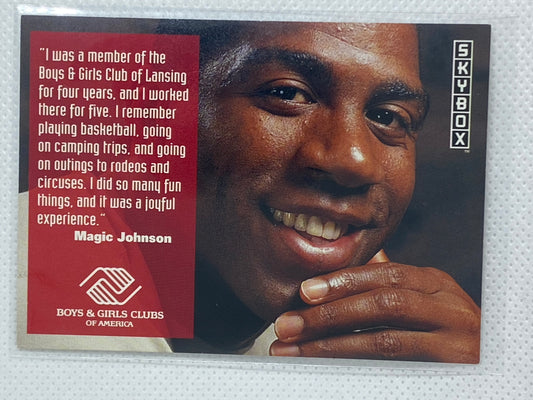 "I was a member of the
Boys & Girls Club of Lansing
for four years, and I worked
there for five. I remember
playing basketball, going
on camping trips, and going
on outings to rodeos and
circuses. I did so many fun
things, and it was a joyful
experience."
Magic Johnson
BOYS & GIRLS CLUBS
OF AMERICA
SKYBOX
TM